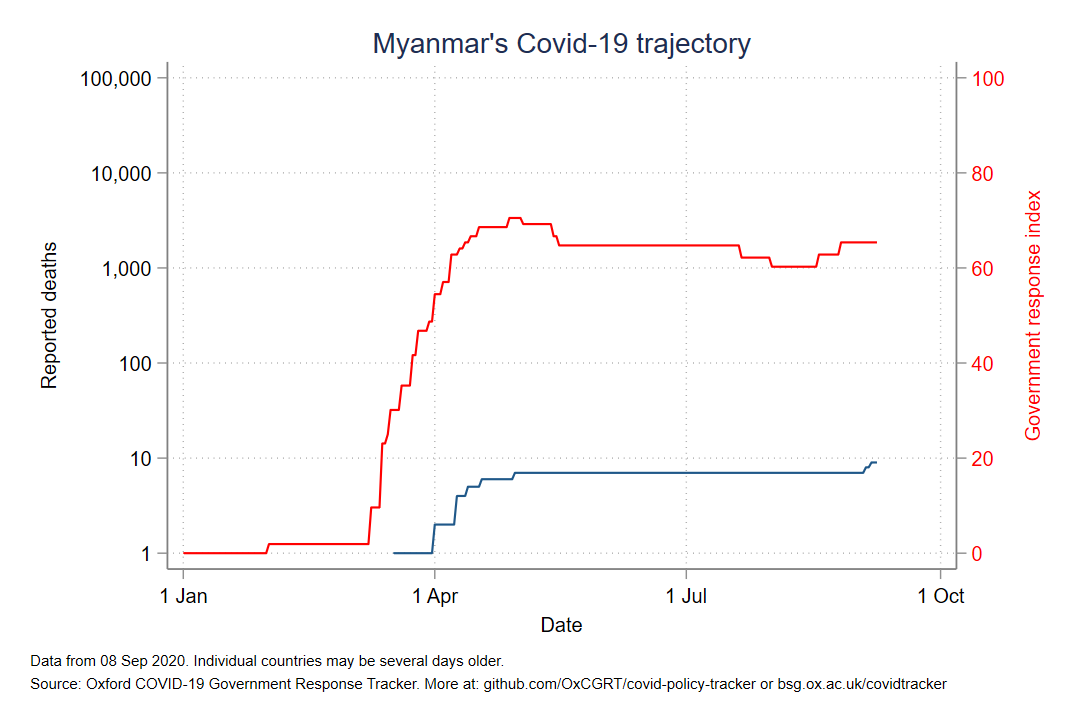 Myanmar's Covid-19 trajectory
100,000
10,000
1,000
100
10
1
Reported deaths
100
80
60
40
20
0
Government response index
1 Jan
1 Apr
1 Jul
1 Oct
Date
Data from 08 Sep 2020. Individual countries may be several days older.
Source: Oxford COVID-19 Government Response Tracker. More at: github.com/OxCGRT/covid-policy-tracker or bsg.ox.ac.uk/covidtracker